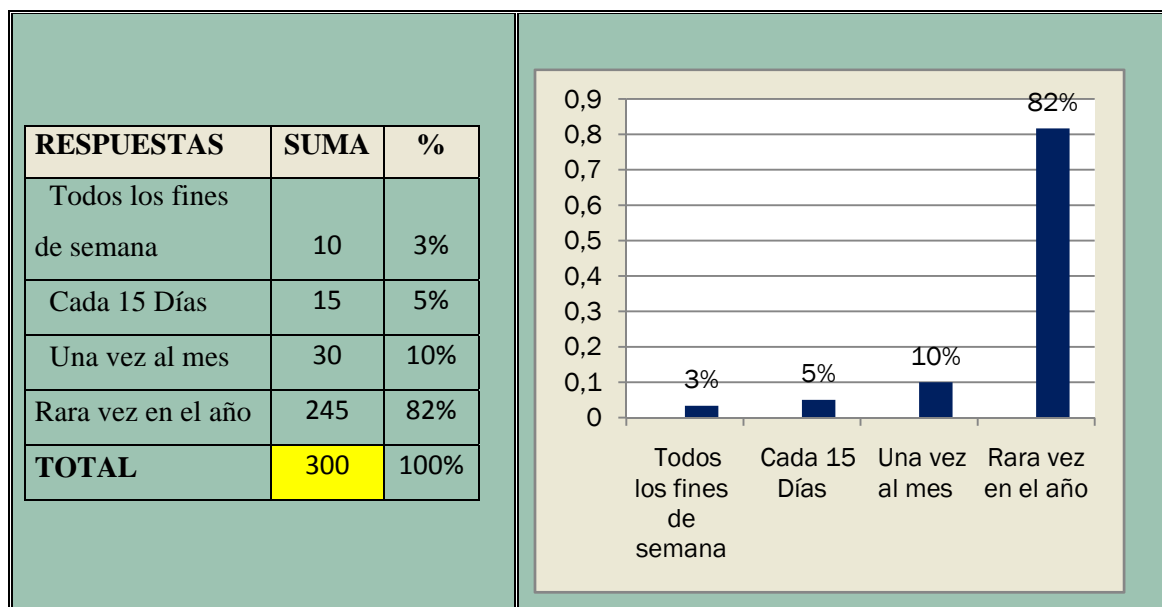 RESPUESTAS SUMA %
Todos los fines
de semana 10 3%
Cada 15 Días 15 5%
Una vez al mes 30 10%
Rara vez en el año 245 82%
TOTAL 300 100%
0,9
0,8
0,7
0,6
0,5
0,4
0,3
0,2
0,1
0
3%
5%
10%
82%
Todos
los fines
de
semana
Cada 15
Días
Una vez
al mes
Rara vez
en el año